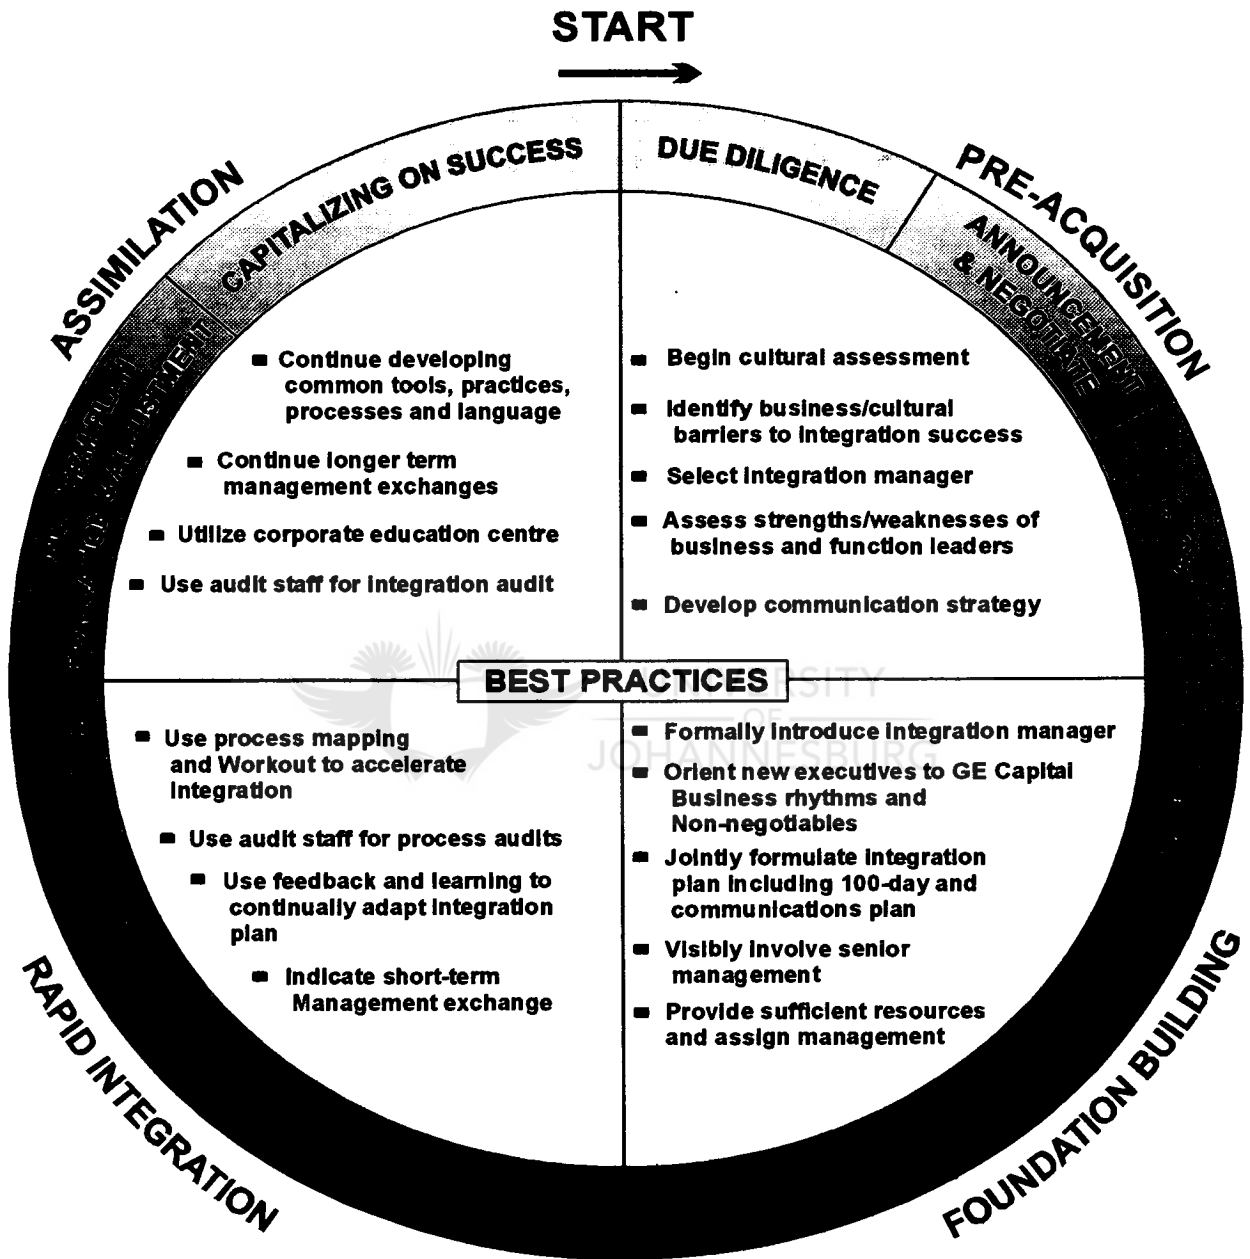 START
PRE-ACQUISITION
DUE DILIGENCE
ANNOUNCEMENT
& NEGOTIATE
■ Begin cultural assessment
■ Identify business/cultural
barriers to integration success
■ Select integration manager
■ Assess strengths/weaknesses of
business and function leaders
■ Develop communication strategy
FOUNDATION BUILDING
■ Formally introduce integration manager
■ Orient new executives to GE Capital
Business rhythms and
Non-negotiables
■ Jointly formulate integration
plan including 100-day and
communications plan
■ Visibly involve senior
management
■ Provide sufficient resources
and assign management
RAPID INTEGRATION
■ Use process mapping
and Workout to accelerate
integration
■ Use audit staff for process audits
■ Use feedback and learning to
continually adapt integration
plan
■ Indicate short-term
Management exchange
ASSIMILATION
CAPITALIZING ON SUCCESS
■ Continue developing
common tools, practices,
processes and language
■ Continue longer term
management exchanges
■ Utilize corporate education centre
■ Use audit staff for integration audit
BEST PRACTICES
UNIVERSITY
OF
JOHANNESBURG